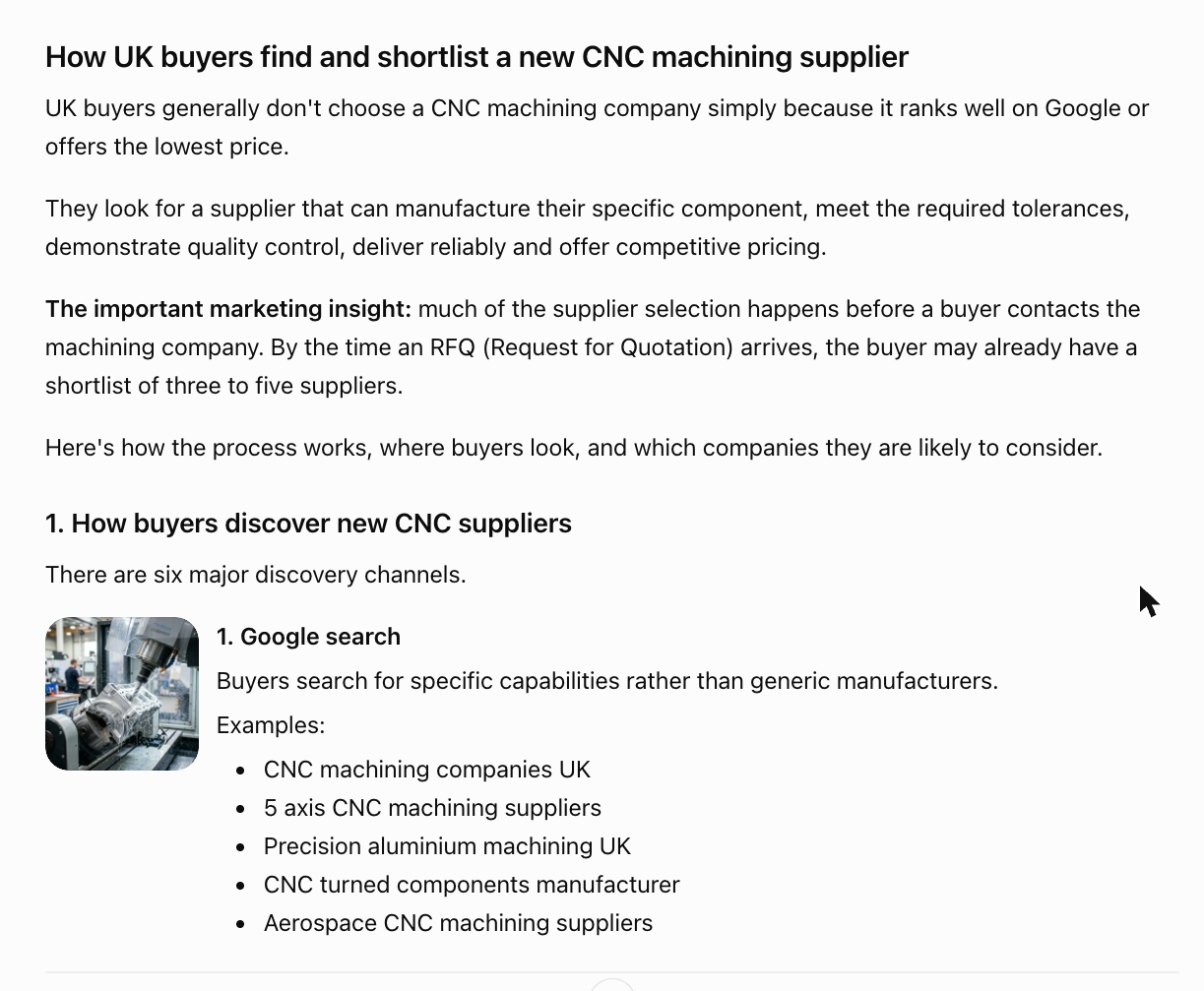 How UK buyers find and shortlist a new CNC machining supplier
UK buyers generally don't choose a CNC machining company simply because it ranks well on Google or
offers the lowest price.
They look for a supplier that can manufacture their specific component, meet the required tolerances,
demonstrate quality control, deliver reliably and offer competitive pricing.
The important marketing insight: much of the supplier selection happens before a buyer contacts the
machining company. By the time an RFQ (Request for Quotation) arrives, the buyer may already have a
shortlist of three to five suppliers.
Here's how the process works, where buyers look, and which companies they are likely to consider.
1. How buyers discover new CNC suppliers
There are six major discovery channels.
1. Google search
Buyers search for specific capabilities rather than generic manufacturers.
Examples:
• CNC machining companies UK
• 5 axis CNC machining suppliers
• Precision aluminium machining UK
• CNC turned components manufacturer
• Aerospace CNC machining suppliers